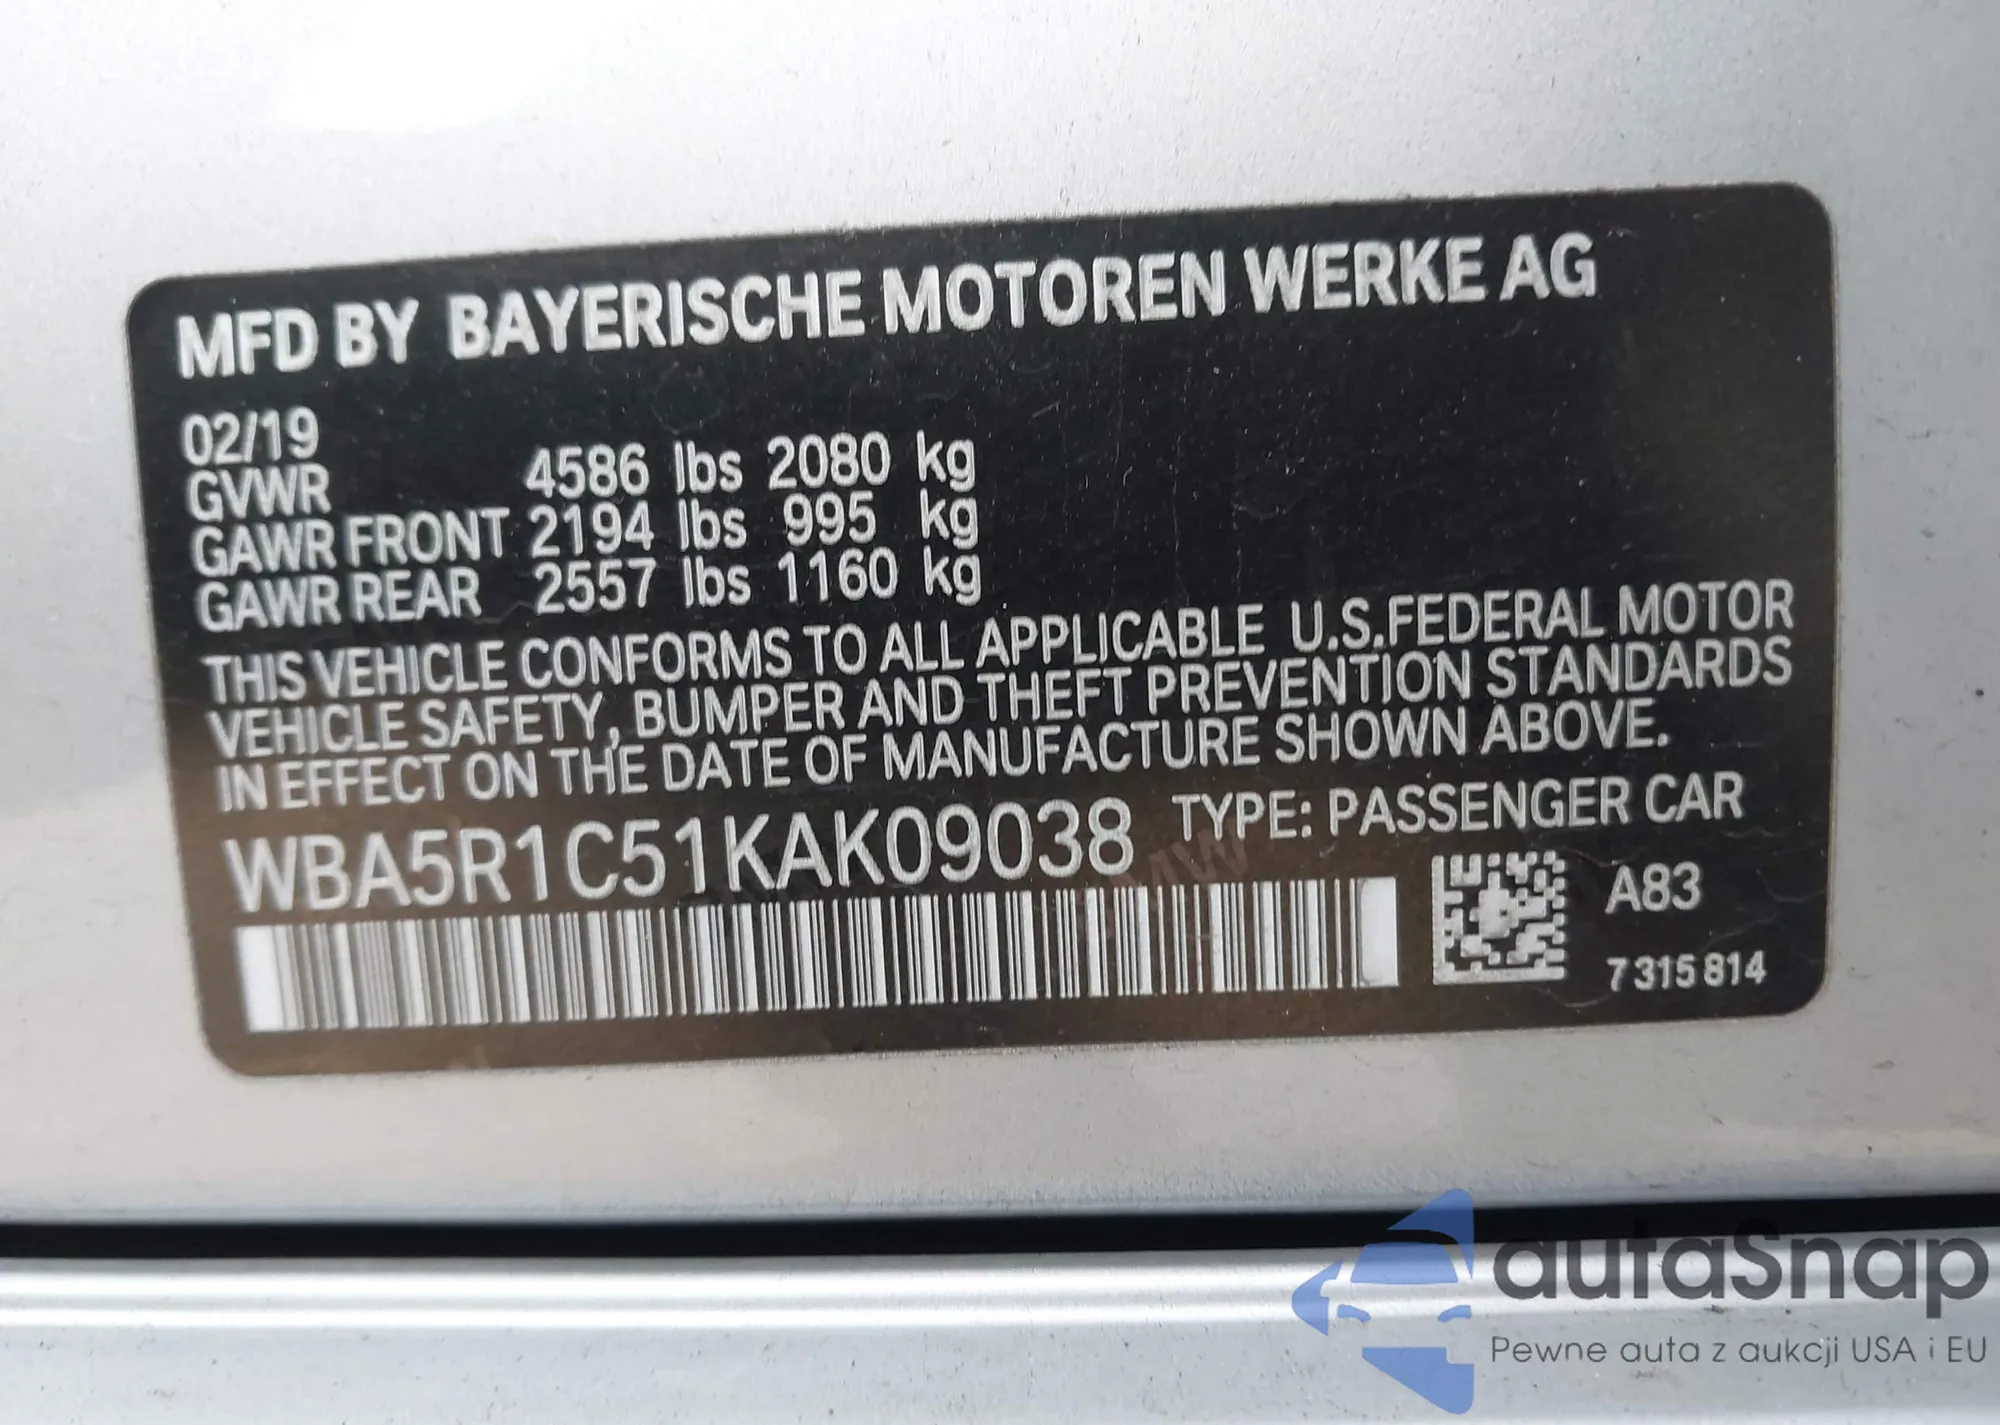 MFD BY BAYERISCHE MOTOREN WERKE AG
02/19
GVWR 4586 lbs 2080 kg
GAWR FRONT 2194 lbs 995 kg
GAWR REAR 2557 lbs 1160 kg
THIS VEHICLE CONFORMS TO ALL APPLICABLE U.S.FEDERAL MOTOR
VEHICLE SAFETY, BUMPER AND THEFT PREVENTION STANDARDS
IN EFFECT ON THE DATE OF MANUFACTURE SHOWN ABOVE.
WBA5R1C51KAK09038 TYPE: PASSENGER CAR
A83
7 315 814
autaSnap
Pewne auta z aukcji USA i EU